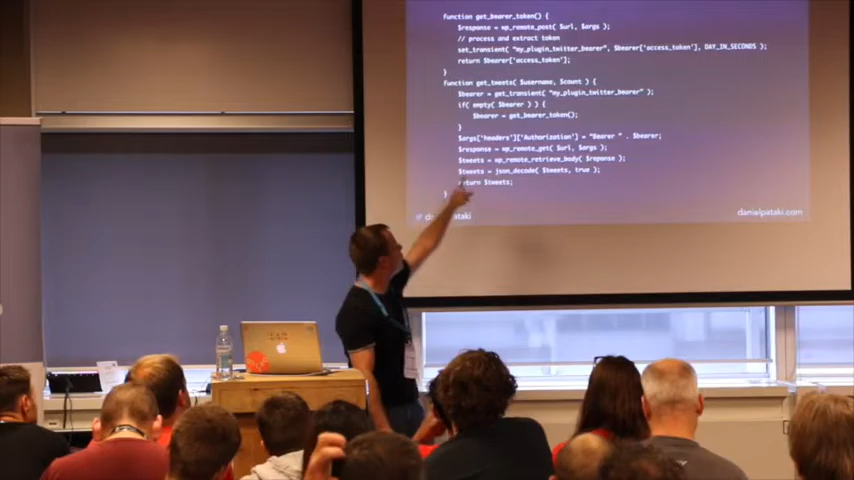 function get_bearer_token() {
$response = wp_remote_post( $url, $args );
// process and extract token
set_transient( "my_plugin_twitter_bearer", $bearer['access_token'], DAY_IN_SECONDS );
return $bearer['access_token'];
}
function get_tweets( $username, $count ) {
$bearer = get_transient( "my_plugin_twitter_bearer" );
if( empty( $bearer ) ) {
$bearer = get_bearer_token();
}
$args['headers']['Authorization'] = "Bearer " . $bearer;
$response = wp_remote_get( $url, $args );
$tweets = wp_remote_retrieve_body( $reponse );
$tweets = json_decode( $tweets, true );
return $tweets;
}
danielpataki.com